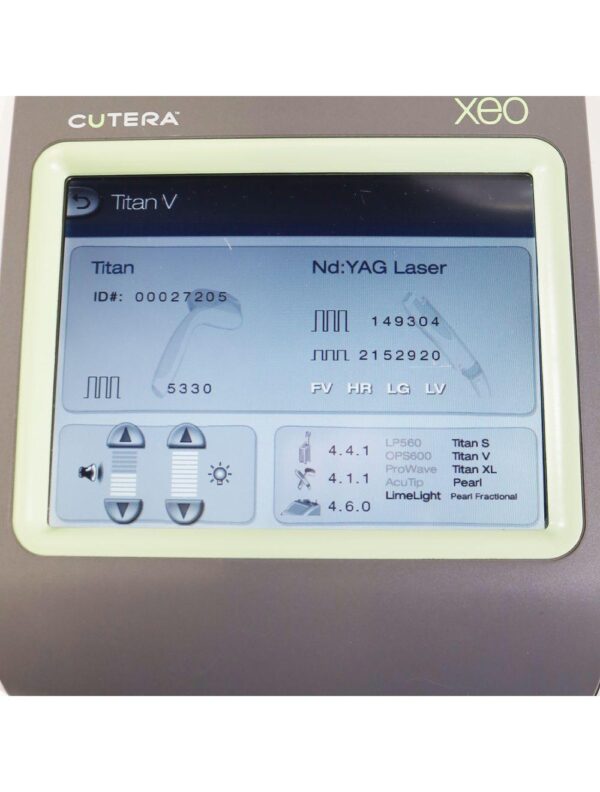 CUTERA™
xeo
Titan V
Titan
ID#: 00027205
5330
Nd:YAG Laser
149304
2152920
FV HR LG LV
4.4.1
4.1.1
4.6.0
LP560
OPS600
ProWave
AcuTip
LimeLight
Titan S
Titan V
Titan XL
Pearl
Pearl Fractional